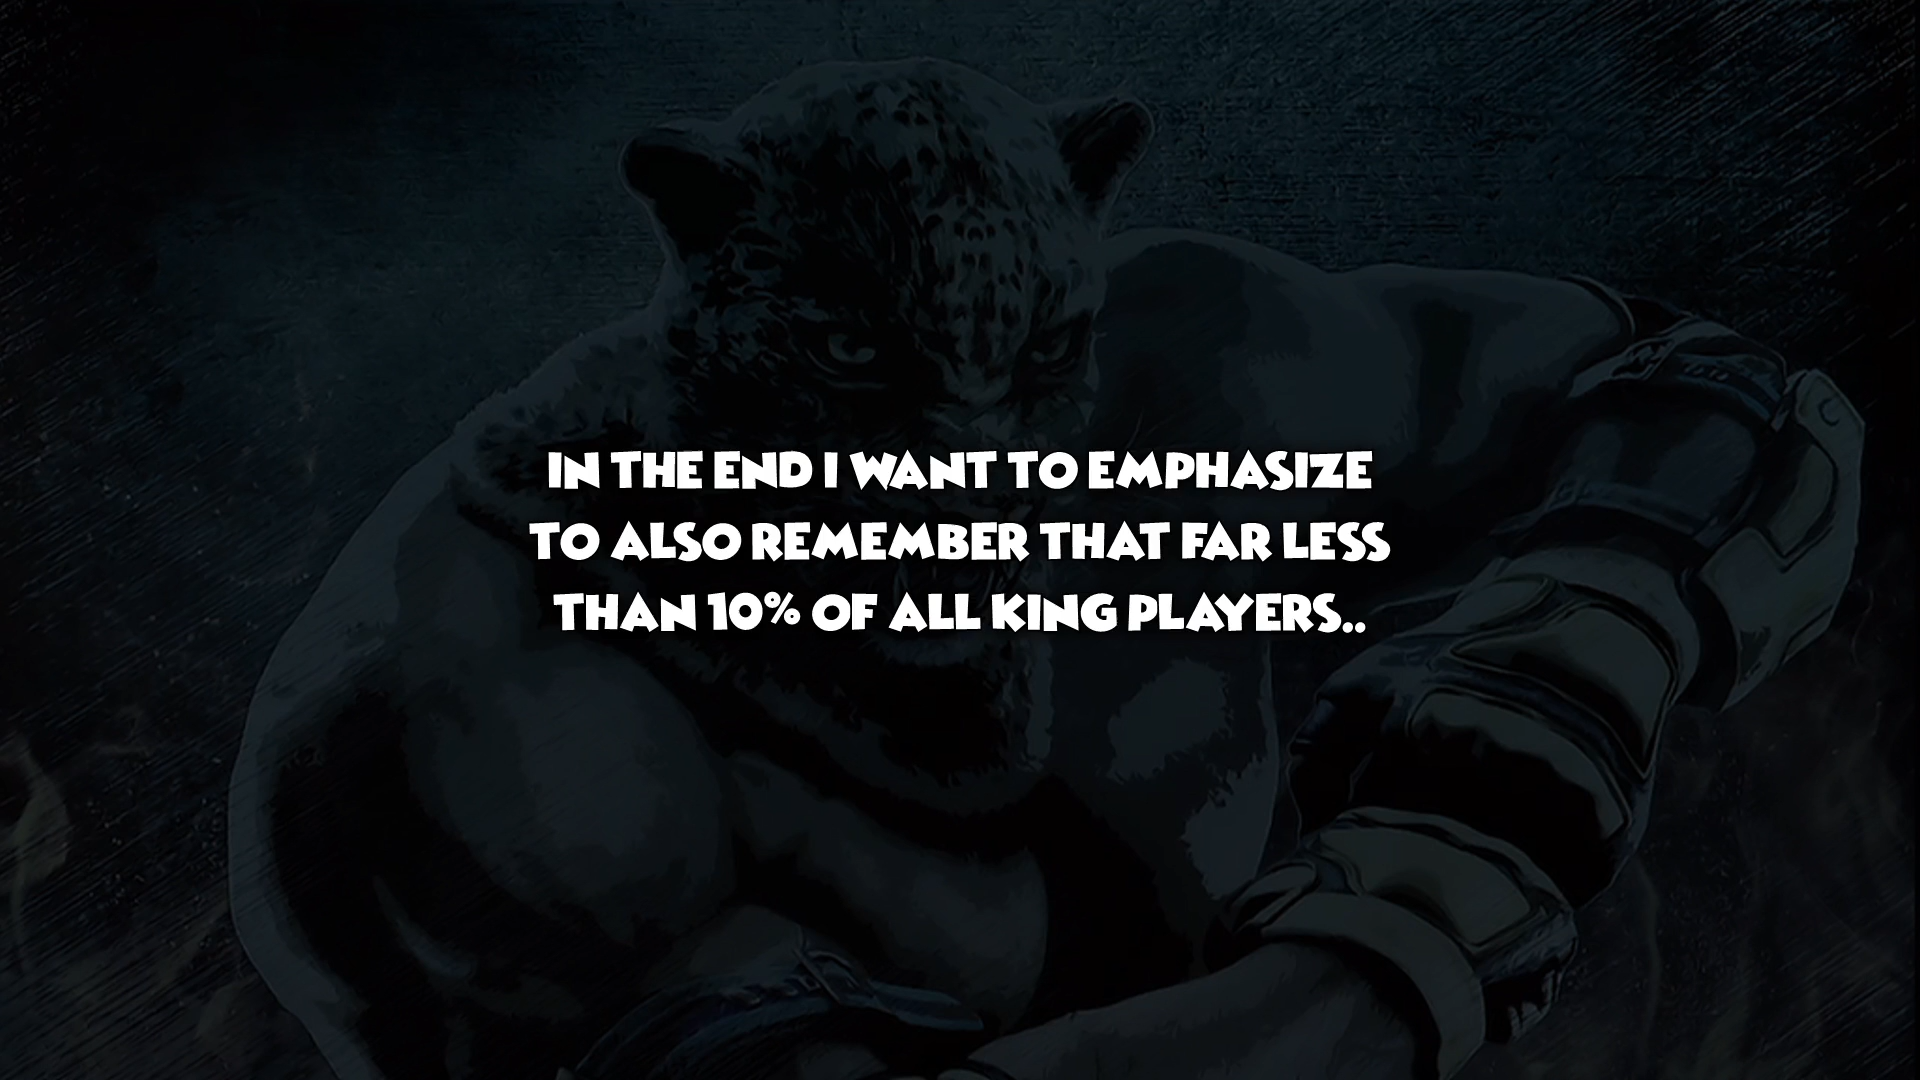 IN THE END I WANT TO EMPHASIZE
TO ALSO REMEMBER THAT FAR LESS
THAN 10% OF ALL KING PLAYERS..